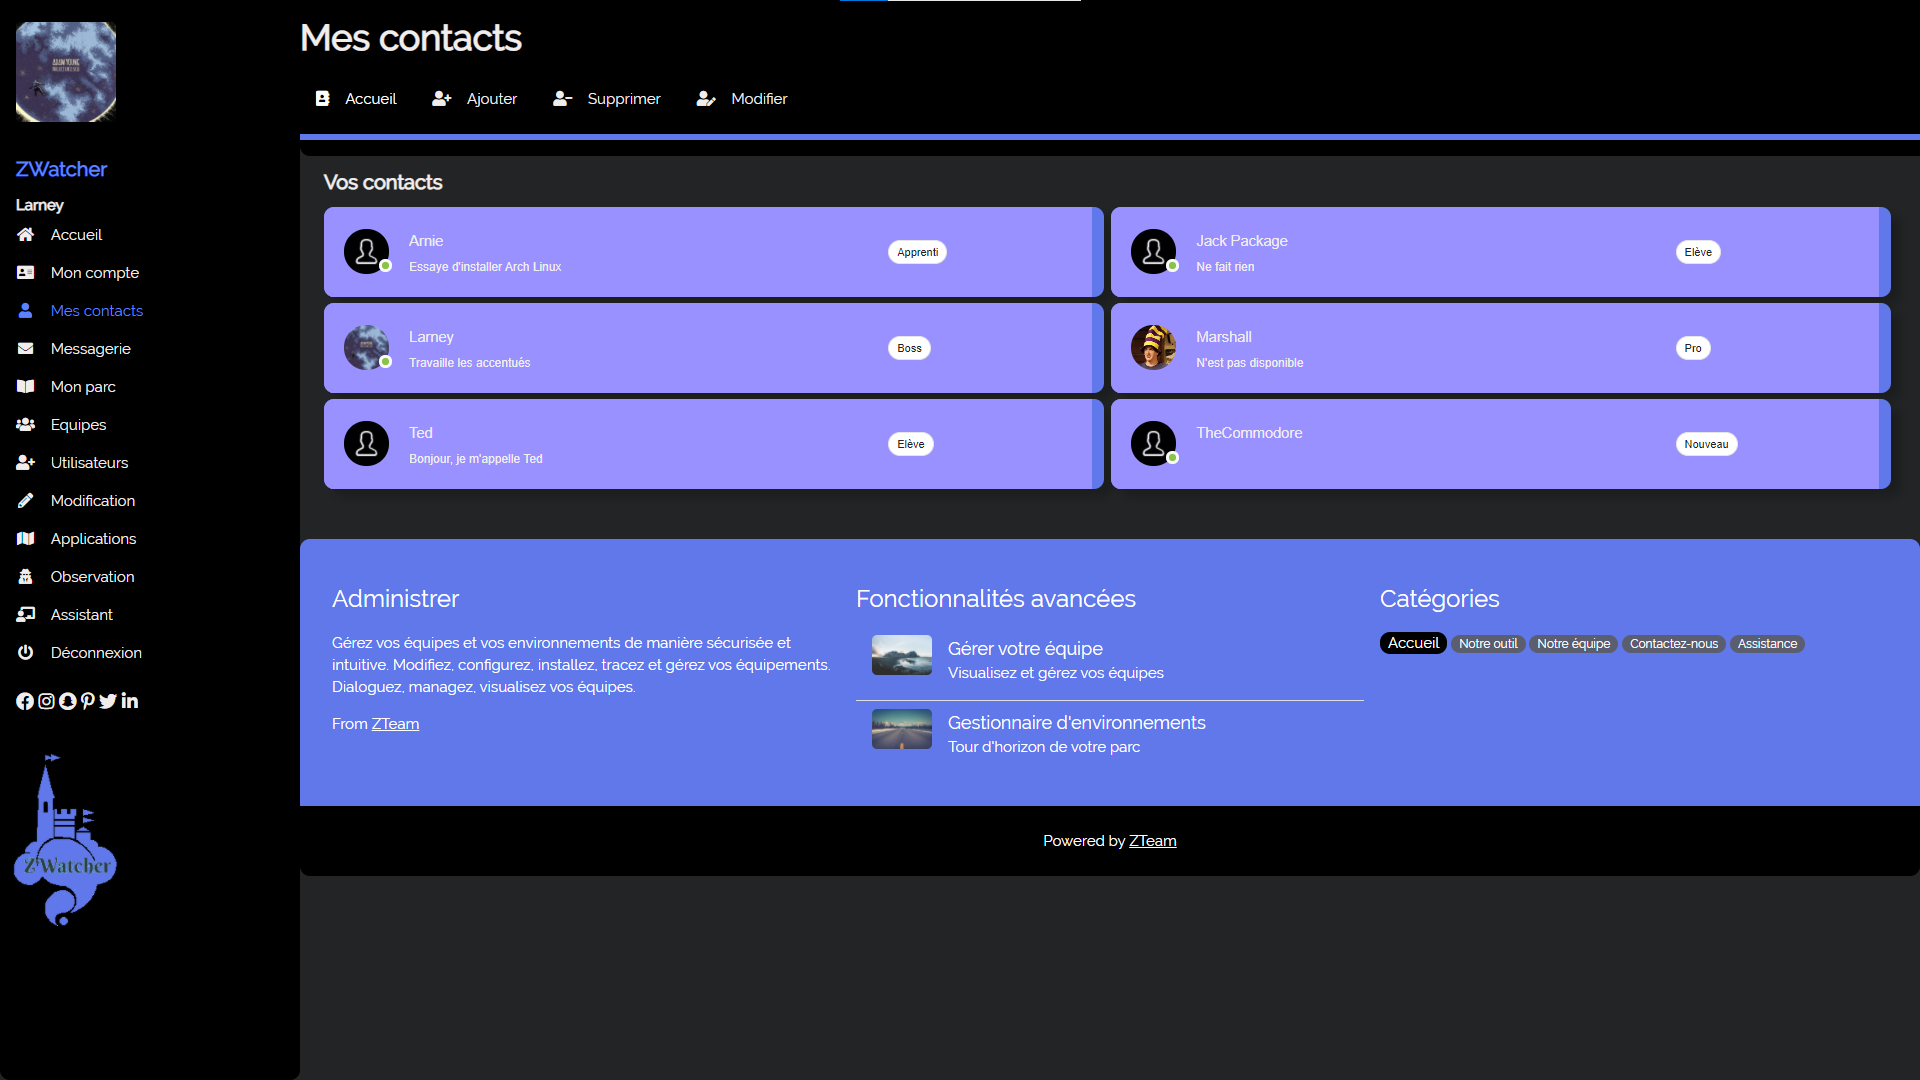 Mes contacts
Accueil
Ajouter
Supprimer
Modifier
ZWatcher
Larney
Accueil
Mon compte
Mes contacts
Messagerie
Mon parc
Equipes
Utilisateurs
Modification
Applications
Observation
Assistant
Déconnexion
ZWatcher
Vos contacts
Arnie
Essaye d'installer Arch Linux
Apprenti
Jack Package
Ne fait rien
Elève
Larney
Travaille les accentués
Boss
Marshall
N'est pas disponible
Pro
Ted
Bonjour, je m'appelle Ted
Elève
TheCommodore
Nouveau
Administrer
Gérez vos équipes et vos environnements de manière sécurisée et
intuitive. Modifiez, configurez, installez, tracez et gérez vos équipements.
Dialoguez, managez, visualisez vos équipes.
From ZTeam
Fonctionnalités avancées
Gérer votre équipe
Visualisez et gérez vos équipes
Gestionnaire d'environnements
Tour d'horizon de votre parc
Catégories
Accueil Notre outil Notre équipe Contactez-nous Assistance
Powered by ZTeam